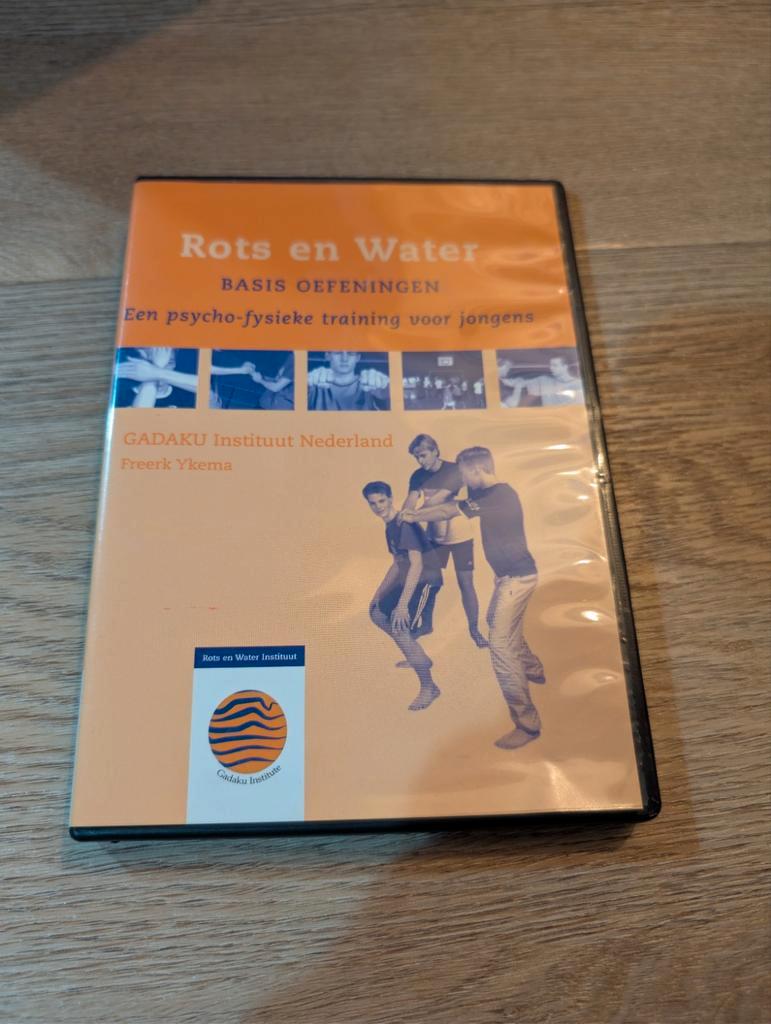 Rots en Water
BASIS OEFENINGEN
Een psycho-fysieke training voor jongens
GADAKU Instituut Nederland
Freerk Ykema
Rots en Water Instituut
Gadaku Institute